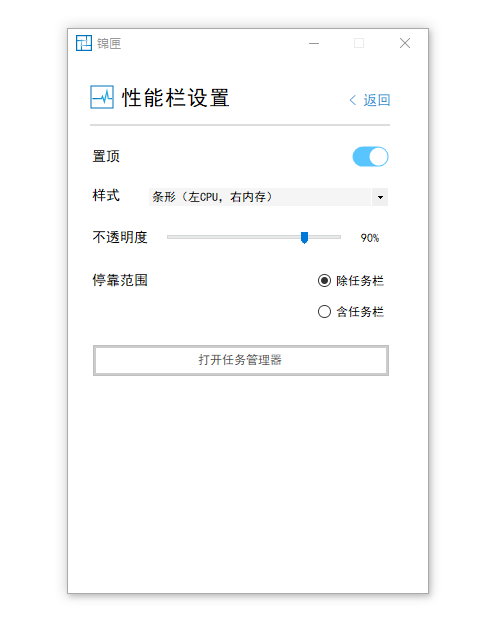 锦匣
性能栏设置
返回
置顶
样式 条形（左CPU，右内存）
不透明度 90%
停靠范围 除任务栏
含任务栏
打开任务管理器